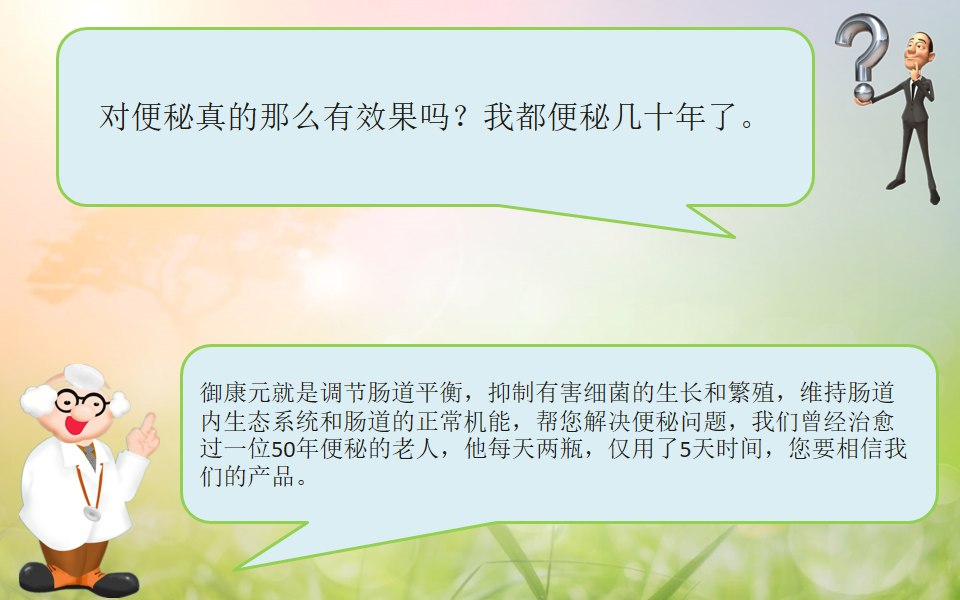 对便秘真的那么有效果吗？我都便秘几十年了。
御康元就是调节肠道平衡，抑制有害细菌的生长和繁殖，维持肠道
内生态系统和肠道的正常机能，帮您解决便秘问题，我们曾经治愈
过一位50年便秘的老人，他每天两瓶，仅用了5天时间，您要相信我
们的产品。